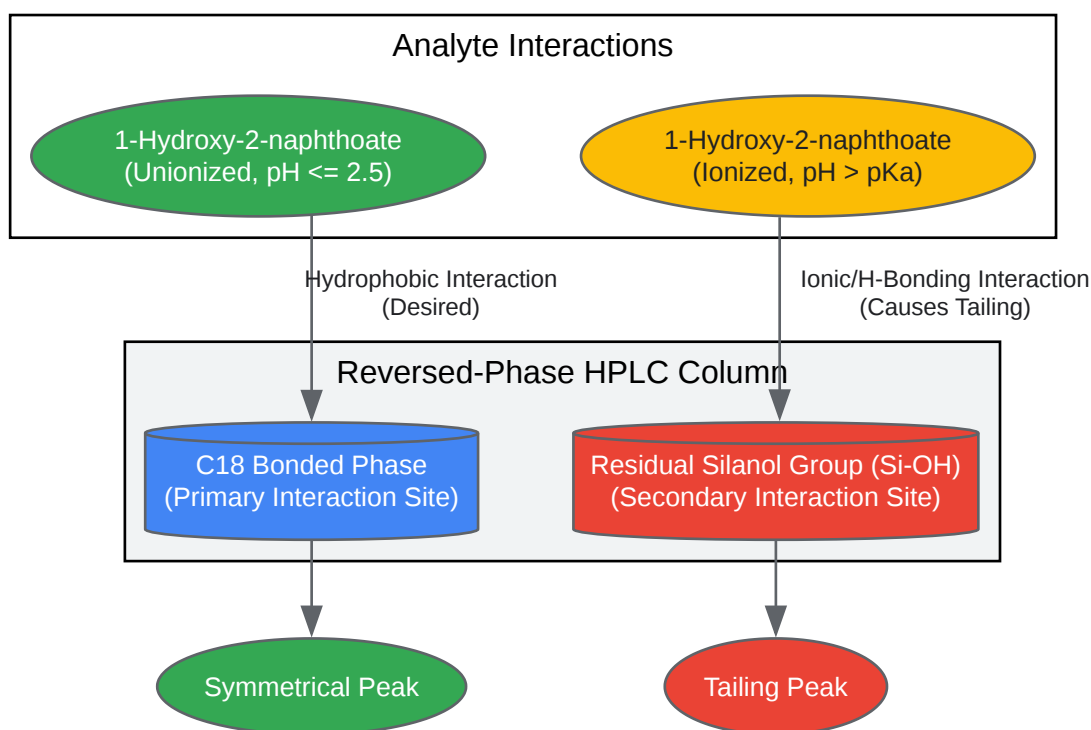 Analyte Interactions
1-Hydroxy-2-naphthoate
(Unionized, pH <= 2.5)
1-Hydroxy-2-naphthoate
(Ionized, pH > pKa)
Hydrophobic Interaction
(Desired)
Ionic/H-Bonding Interaction
(Causes Tailing)
Reversed-Phase HPLC Column
C18 Bonded Phase
(Primary Interaction Site)
Residual Silanol Group (Si-OH)
(Secondary Interaction Site)
Symmetrical Peak
Tailing Peak